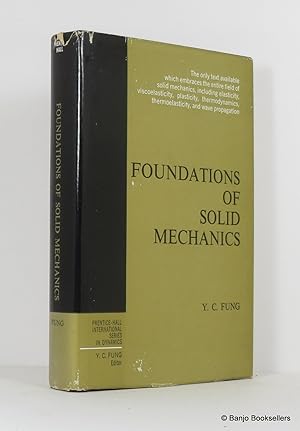 The only text available
which embraces the entire field of
solid mechanics, including elasticity,
viscoelasticity, plasticity, thermodynamics,
thermoelasticity, and wave propagation
FOUNDATIONS
OF
SOLID
MECHANICS
Y. C. FUNG
PRENTICE-HALL
INTERNATIONAL
SERIES
IN DYNAMICS
Y. C. FUNG
Editor
HALL
FOUNDATIONS OF SOLID MECHANICS
FUNG
© Banjo Booksellers